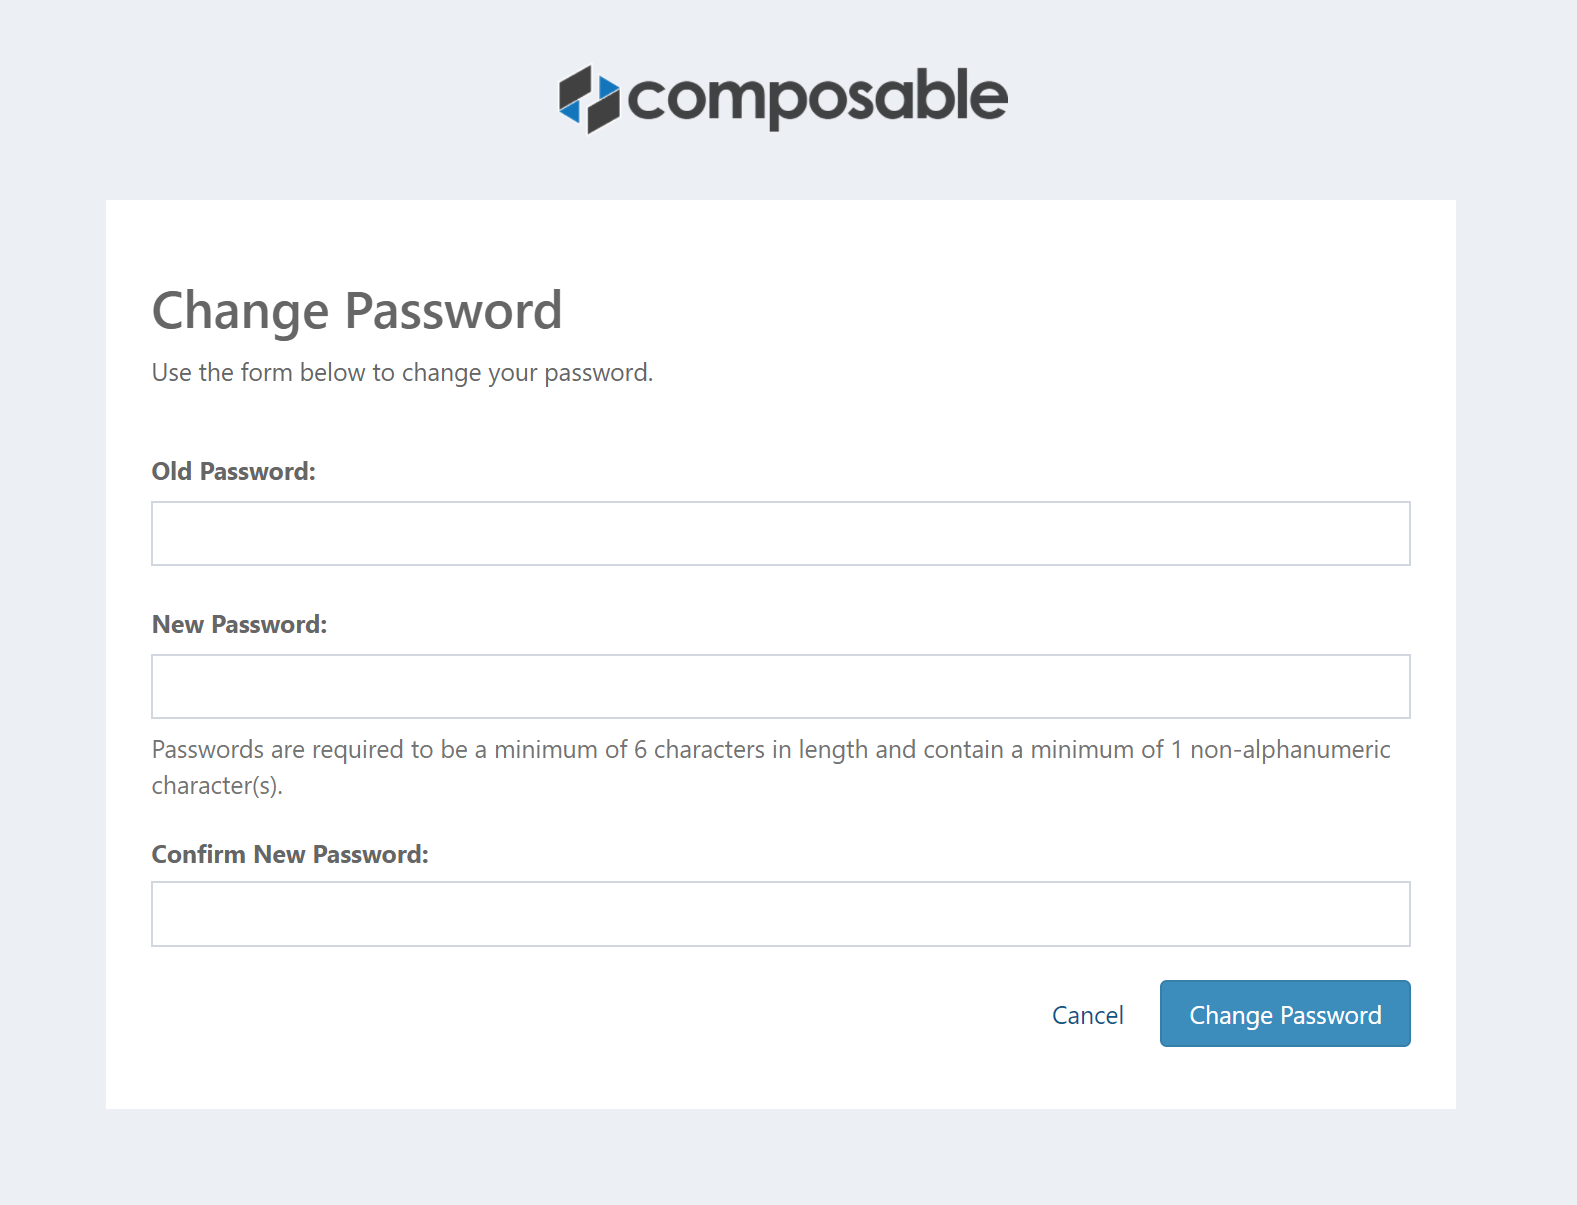 composable
Change Password
Use the form below to change your password.
Old Password:
New Password:
Passwords are required to be a minimum of 6 characters in length and contain a minimum of 1 non-alphanumeric
character(s).
Confirm New Password:
Cancel Change Password